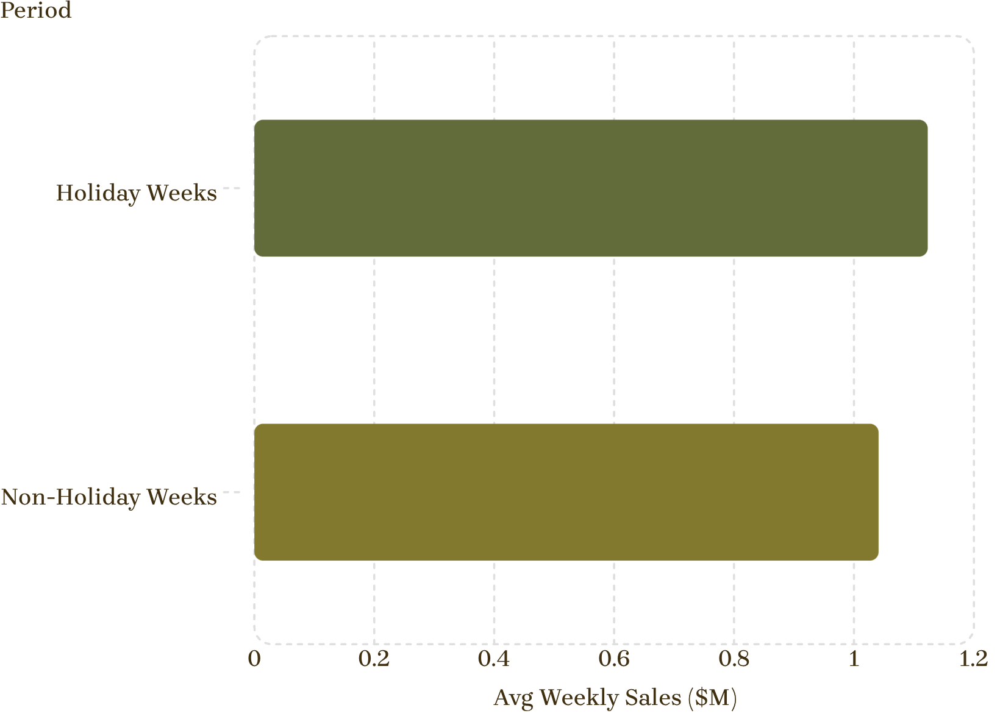 Period
Holiday Weeks
Non-Holiday Weeks
0 0.2 0.4 0.6 0.8 1 1.2
Avg Weekly Sales ($M)